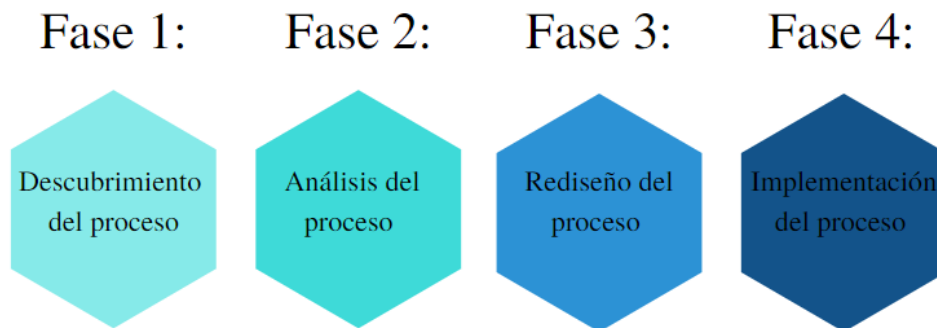 Fase 1:
Fase 2:
Fase 3:
Fase 4:
Descubrimiento
del proceso
Análisis del
proceso
Rediseño del
proceso
Implementación
del proceso